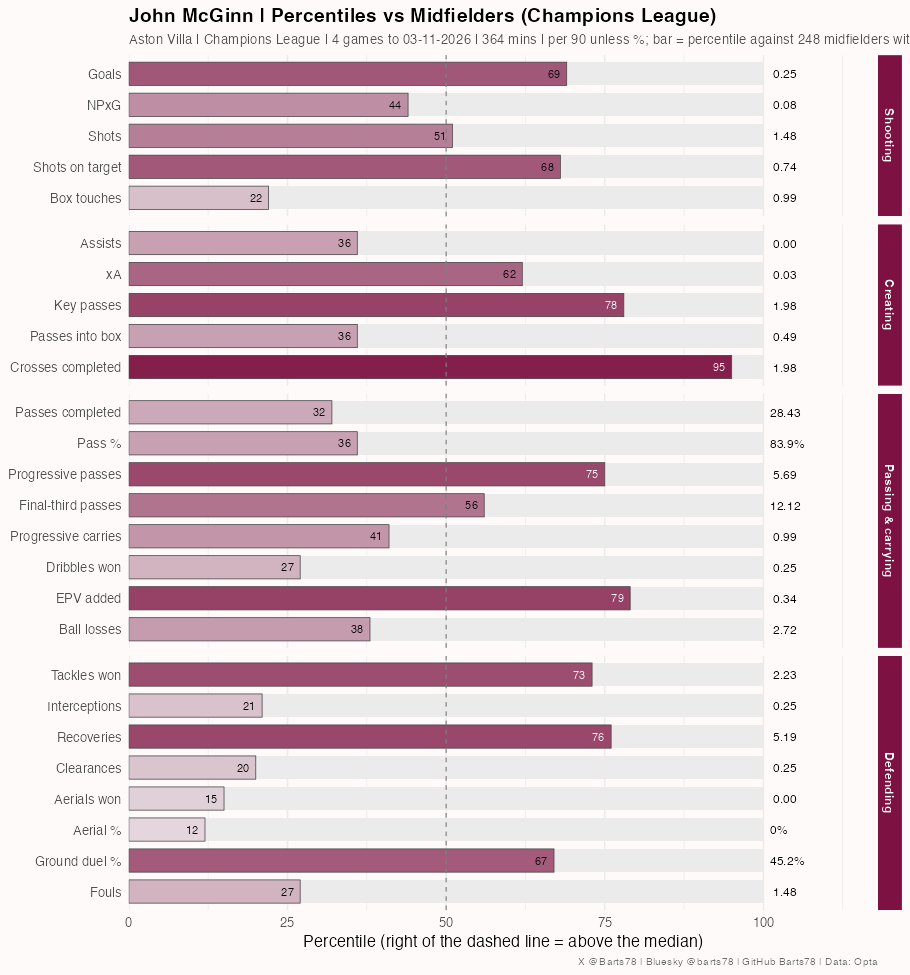 John McGinn | Percentiles vs Midfielders (Champions League)
Aston Villa | Champions League | 4 games to 03-11-2026 | 364 mins | per 90 unless %; bar = percentile against 248 midfielders wit
Goals 69 0.25
NPxG 44 0.08
Shots 51 1.48
Shots on target 68 0.74
Box touches 22 0.99
Shooting
Assists 36 0.00
xA 62 0.03
Key passes 78 1.98
Passes into box 36 0.49
Crosses completed 95 1.98
Creating
Passes completed 32 28.43
Pass % 36 83.9%
Progressive passes 75 5.69
Final-third passes 56 12.12
Progressive carries 41 0.99
Dribbles won 27 0.25
EPV added 79 0.34
Ball losses 38 2.72
Passing & carrying
Tackles won 73 2.23
Interceptions 21 0.25
Recoveries 76 5.19
Clearances 20 0.25
Aerials won 15 0.00
Aerial % 12 0%
Ground duel % 67 45.2%
Fouls 27 1.48
Defending
0 25 50 75 100
Percentile (right of the dashed line = above the median)
X @Barts78 | Bluesky @barts78 | GitHub Barts78 | Data: Opta